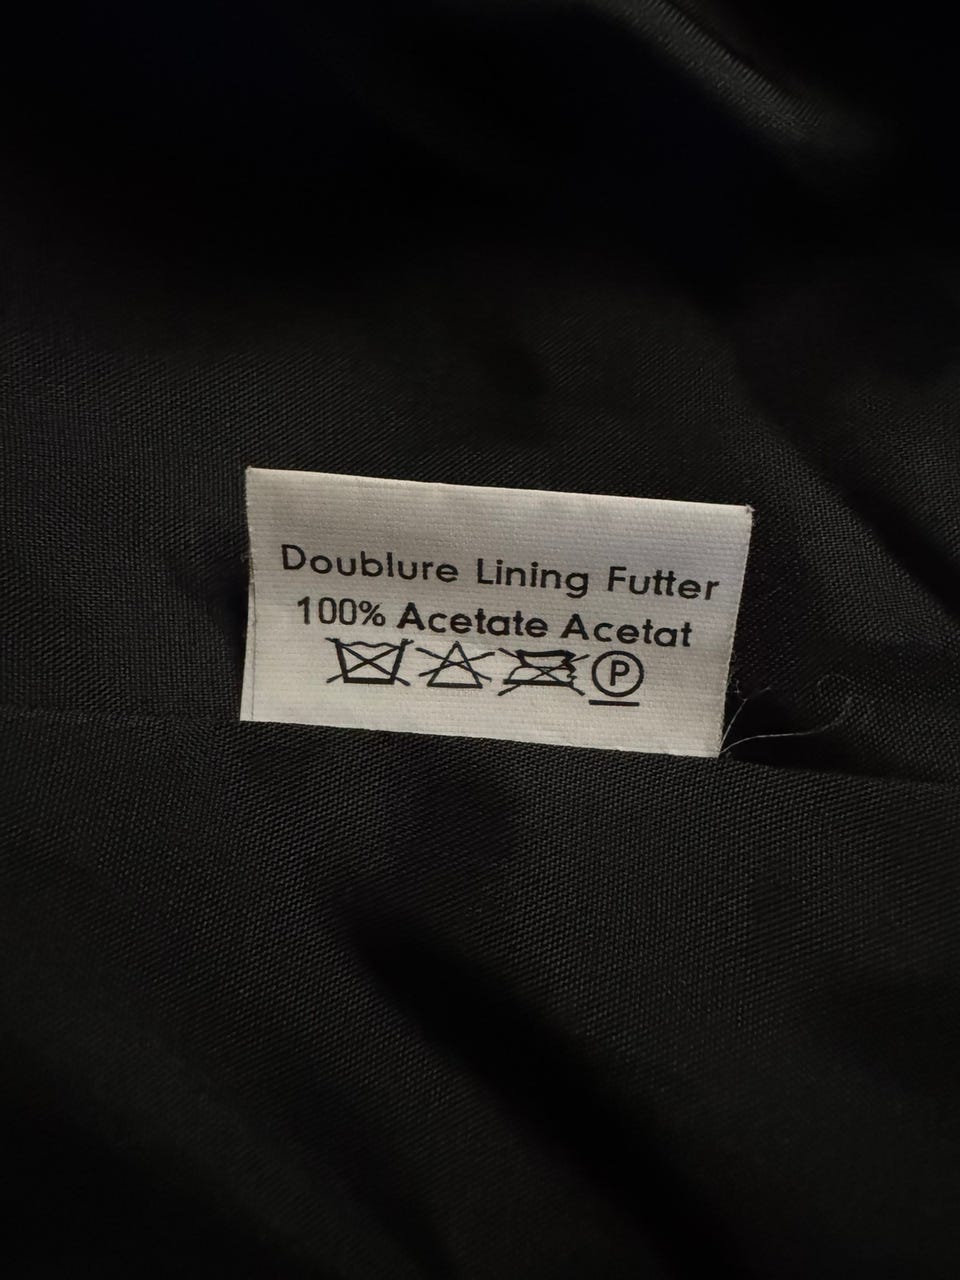 Doublure Lining Futter
100% Acetate Acetat
P